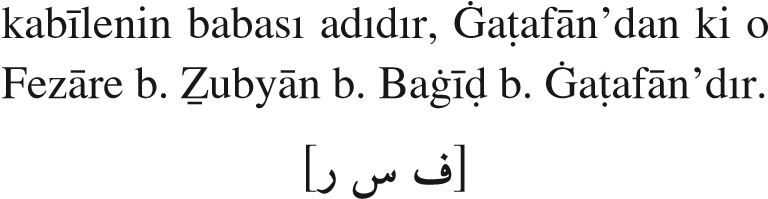 kabīlenin babası adıdır, Ġaṭafān’dan ki o
Fezāre b. Ẕubyān b. Baġīḍ b. Ġaṭafān’dır.
[ف س ر]